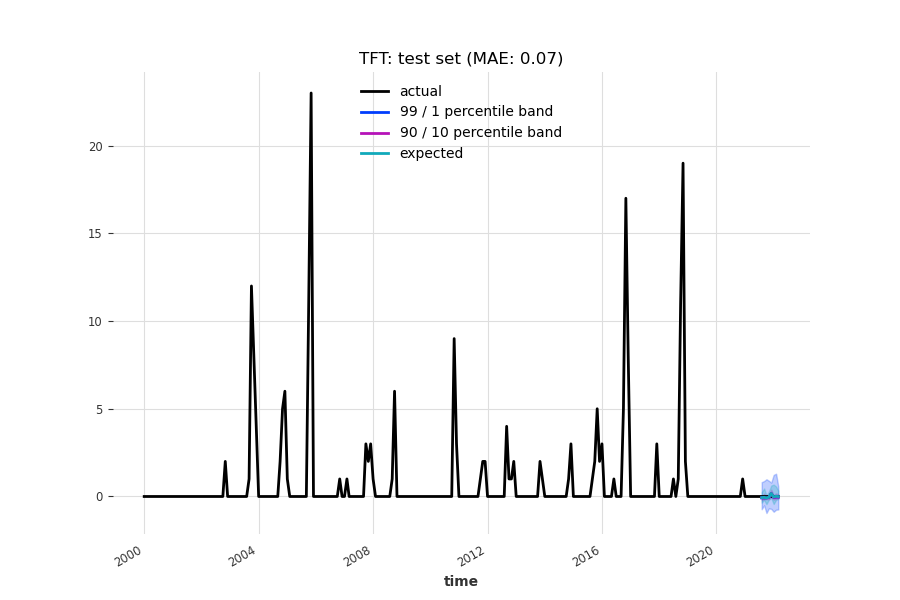 TFT: test set (MAE: 0.07)
actual
99 / 1 percentile band
90 / 10 percentile band
expected
20
15
10
5
0
2000
2004
2008
2012
2016
2020
time